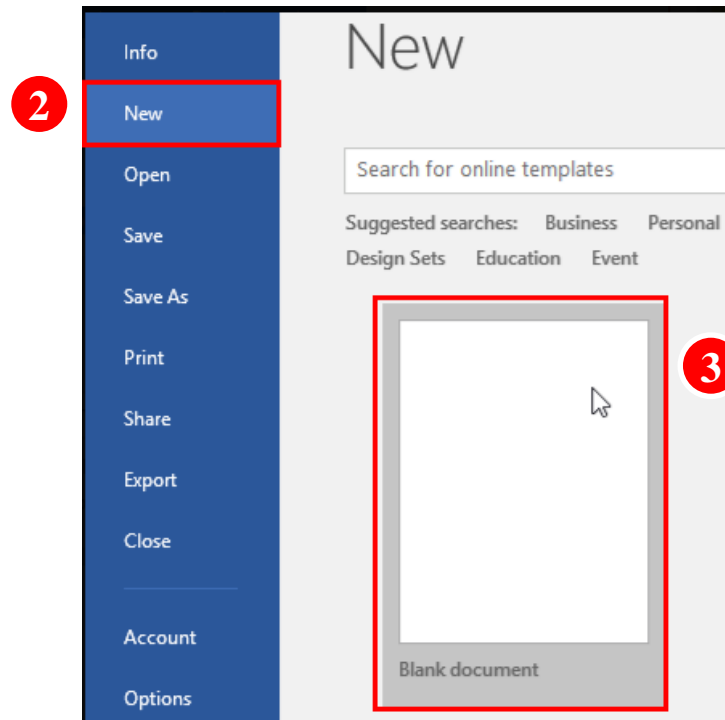 Info
2
New
Open
Save
Save As
Print
Share
Export
Close
Account
Options
New
Search for online templates
Suggested searches: Business Personal
Design Sets Education Event
3
Blank document